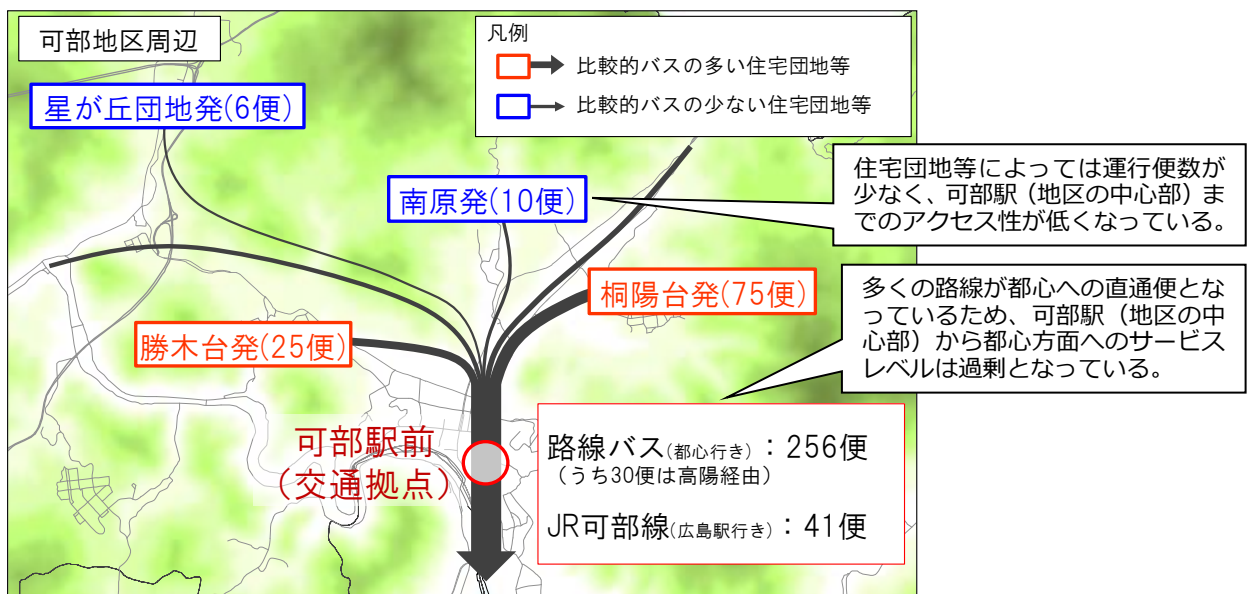 可部地区周辺
凡例
比較的バスの多い住宅団地等
比較的バスの少ない住宅団地等
星が丘団地発(6便)
南原発(10便)
住宅団地等によっては運行便数が
少なく、可部駅（地区の中心部）ま
でのアクセス性が低くなっている。
桐陽台発(75便)
多くの路線が都心への直通便とな
っているため、可部駅（地区の中
心部）から都心方面へのサービス
レベルは過剰となっている。
勝木台発(25便)
可部駅前
（交通拠点）
路線バス(都心行き)：256便
（うち30便は高陽経由）
JR可部線(広島駅行き)：41便